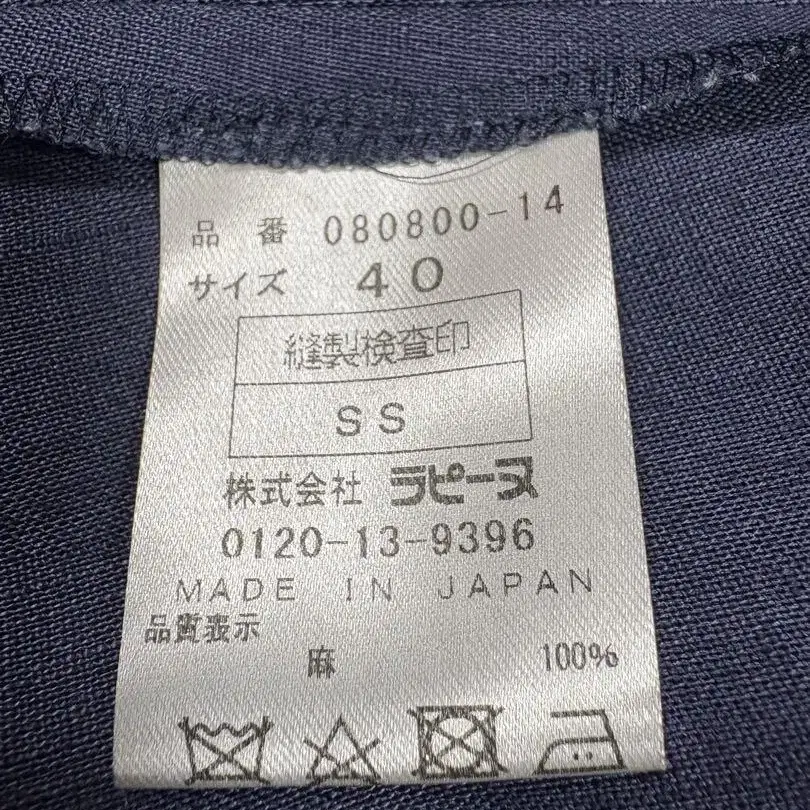 品番 080800-14
サイズ 40
縫製検査印
SS
株式会社 ラピーヌ
0120-13-9396
MADE IN JAPAN
品質表示
麻 100%